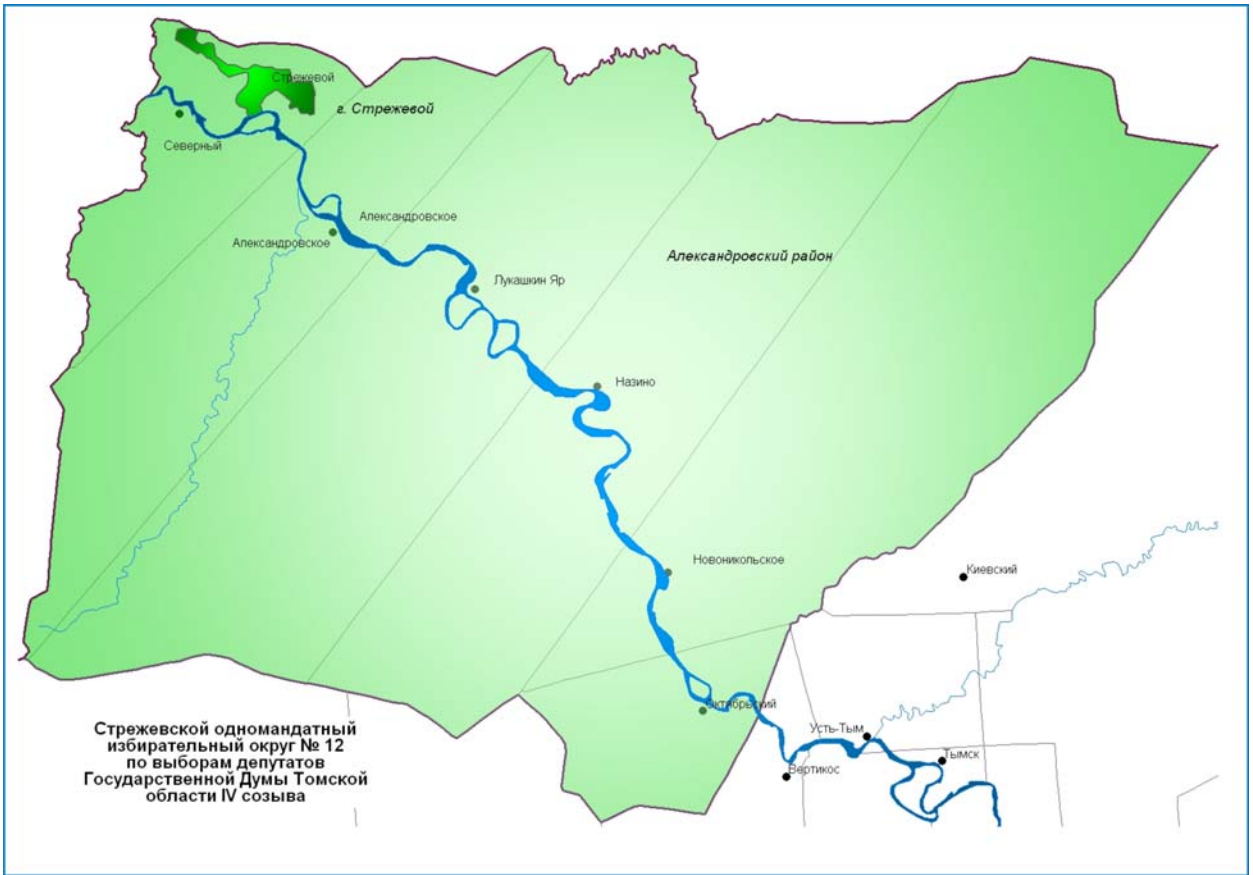 Стрежевой
г. Стрежевой
Северный
Александровское
Александровское
Александровский район
Лукашкин Яр
Назино
Новоникольское
Киевский
Октябрьский
Усть-Тым
Тымск
Вертикос
Стрежевской одномандатный
избирательный округ № 12
по выборам депутатов
Государственной Думы Томской
области IV созыва